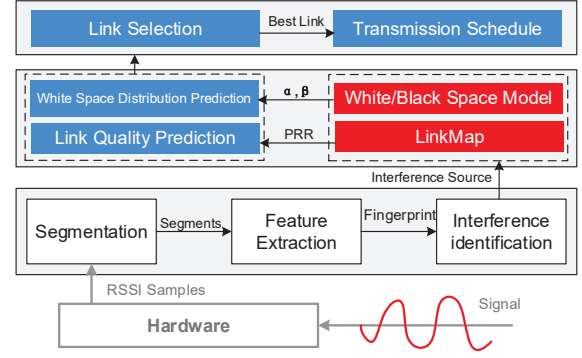 Link Selection
Best Link
Transmission Schedule
White Space Distribution Prediction
α , β
White/Black Space Model
Link Quality Prediction
PRR
LinkMap
Interference Source
Segmentation
Segments
Feature
Extraction
Fingerprint
Interference
identification
RSSI Samples
Hardware
Signal